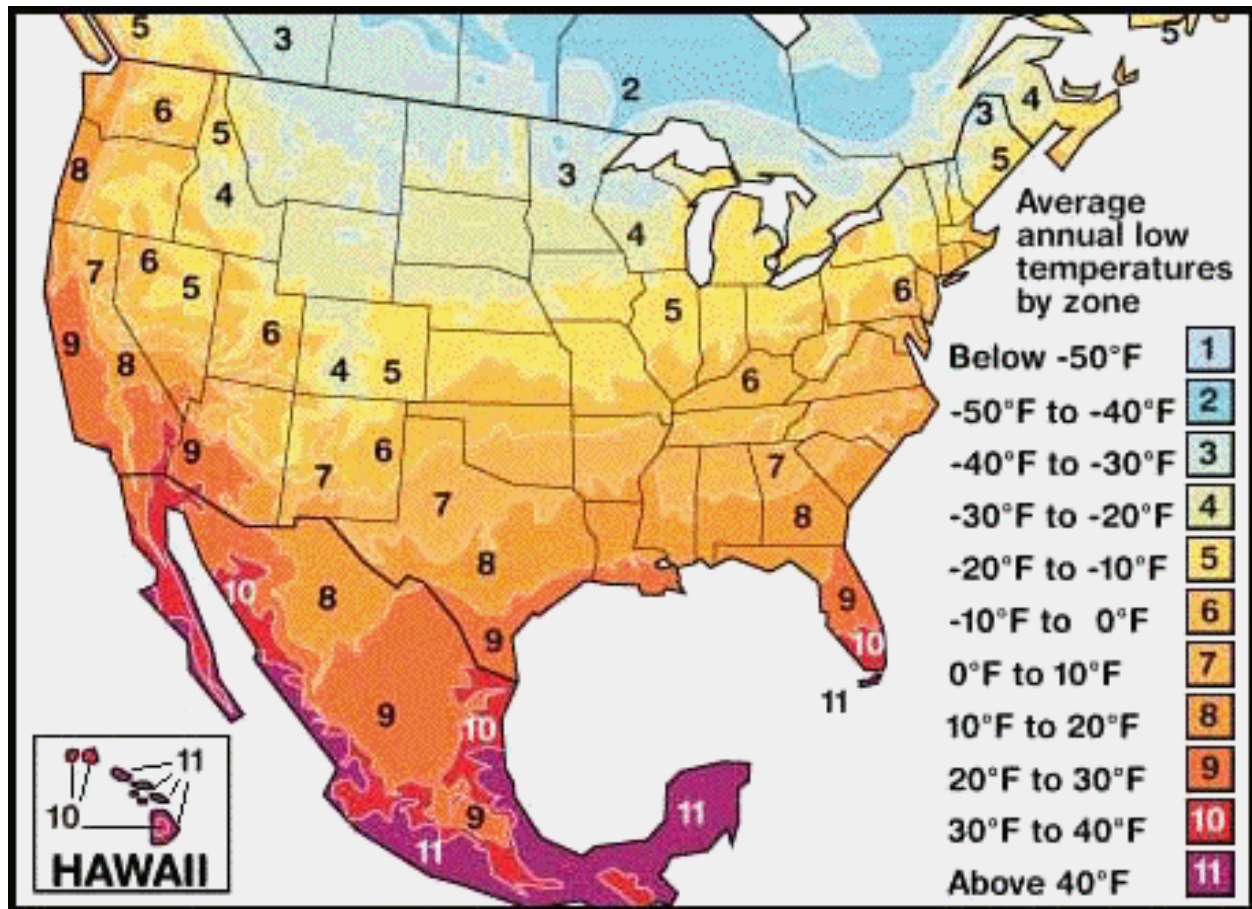 5
3
2
5
6
5
3
4
8
4
3
5
4
7
6
5
6
5
6
9
8
6
4
5
6
9
7
6
7
7
8
8
10
8
9
9
10
9
10
11
9
11
11
Average
annual low
temperatures
by zone
Below -50°F 1
-50°F to -40°F 2
-40°F to -30°F 3
-30°F to -20°F 4
-20°F to -10°F 5
-10°F to 0°F 6
0°F to 10°F 7
10°F to 20°F 8
20°F to 30°F 9
30°F to 40°F 10
Above 40°F 11
11
10
HAWAII